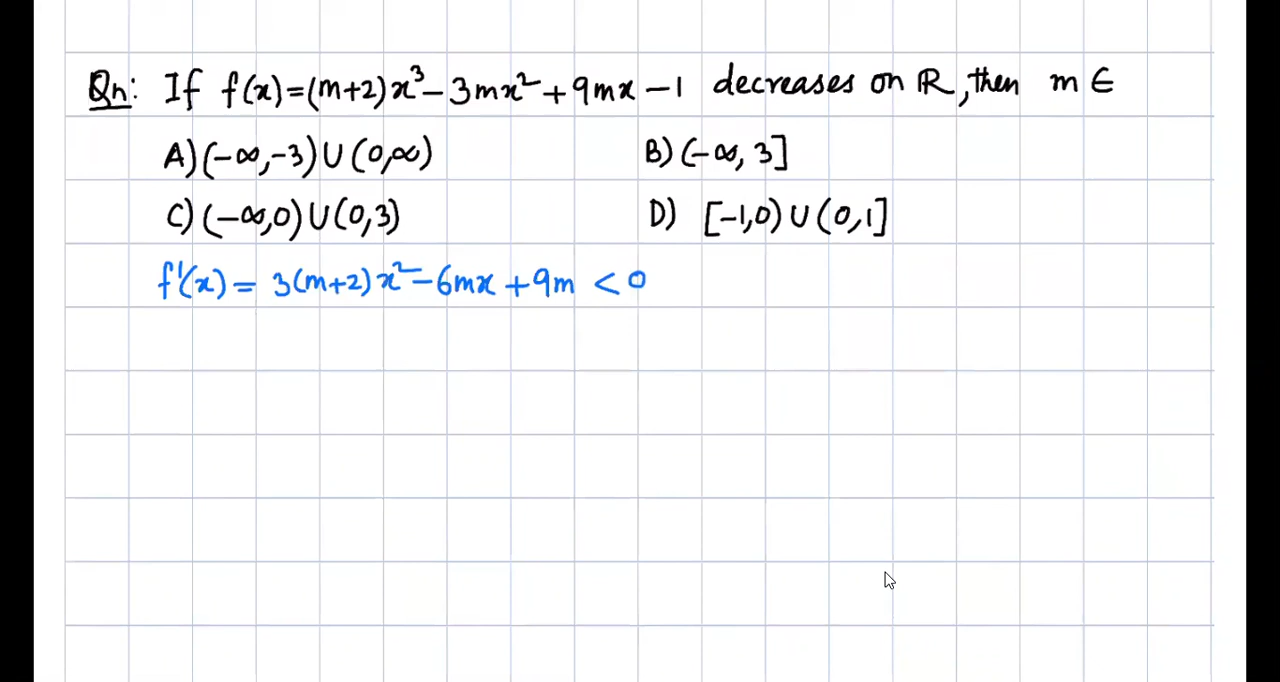 Qn: If f(x)=(m+2)x³-3mx²+9mx-1 decreases on ℝ, then m ∈
A) (-∞,-3)∪(0,∞) B) (-∞, 3]
C) (-∞,0)∪(0,3) D) [-1,0)∪(0,1]
f'(x) = 3(m+2)x²-6mx+9m < 0